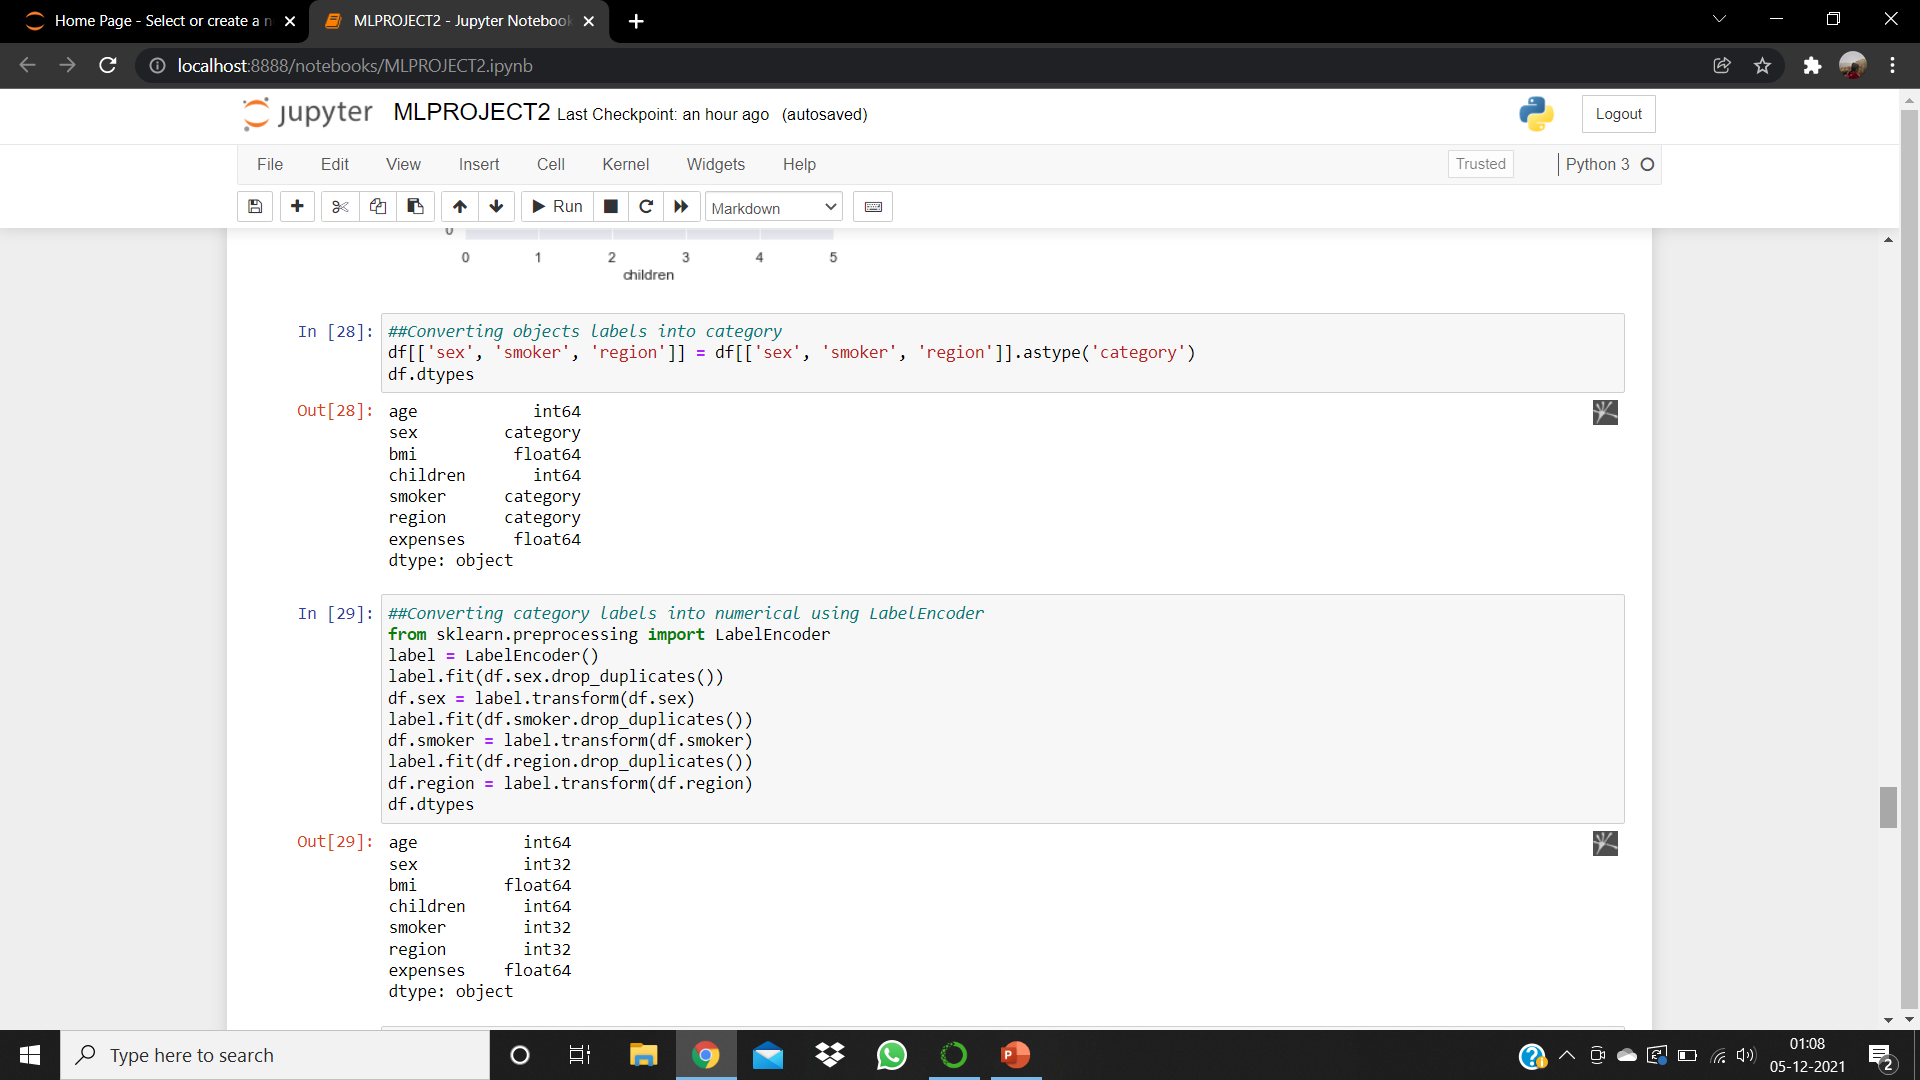 Home Page - Select or create a n
MLPROJECT2 - Jupyter Notebook
localhost:8888/notebooks/MLPROJECT2.ipynb
jupyter MLPROJECT2 Last Checkpoint: an hour ago (autosaved)
Logout
File Edit View Insert Cell Kernel Widgets Help
Trusted Python 3
Run Markdown
0
0 1 2 3 4 5
children
In [28]: ##Converting objects labels into category
df[['sex', 'smoker', 'region']] = df[['sex', 'smoker', 'region']].astype('category')
df.dtypes
Out[28]: age int64
sex category
bmi float64
children int64
smoker category
region category
expenses float64
dtype: object
In [29]: ##Converting category labels into numerical using LabelEncoder
from sklearn.preprocessing import LabelEncoder
label = LabelEncoder()
label.fit(df.sex.drop_duplicates())
df.sex = label.transform(df.sex)
label.fit(df.smoker.drop_duplicates())
df.smoker = label.transform(df.smoker)
label.fit(df.region.drop_duplicates())
df.region = label.transform(df.region)
df.dtypes
Out[29]: age int64
sex int32
bmi float64
children int64
smoker int32
region int32
expenses float64
dtype: object
Type here to search
P
01:08
05-12-2021
2